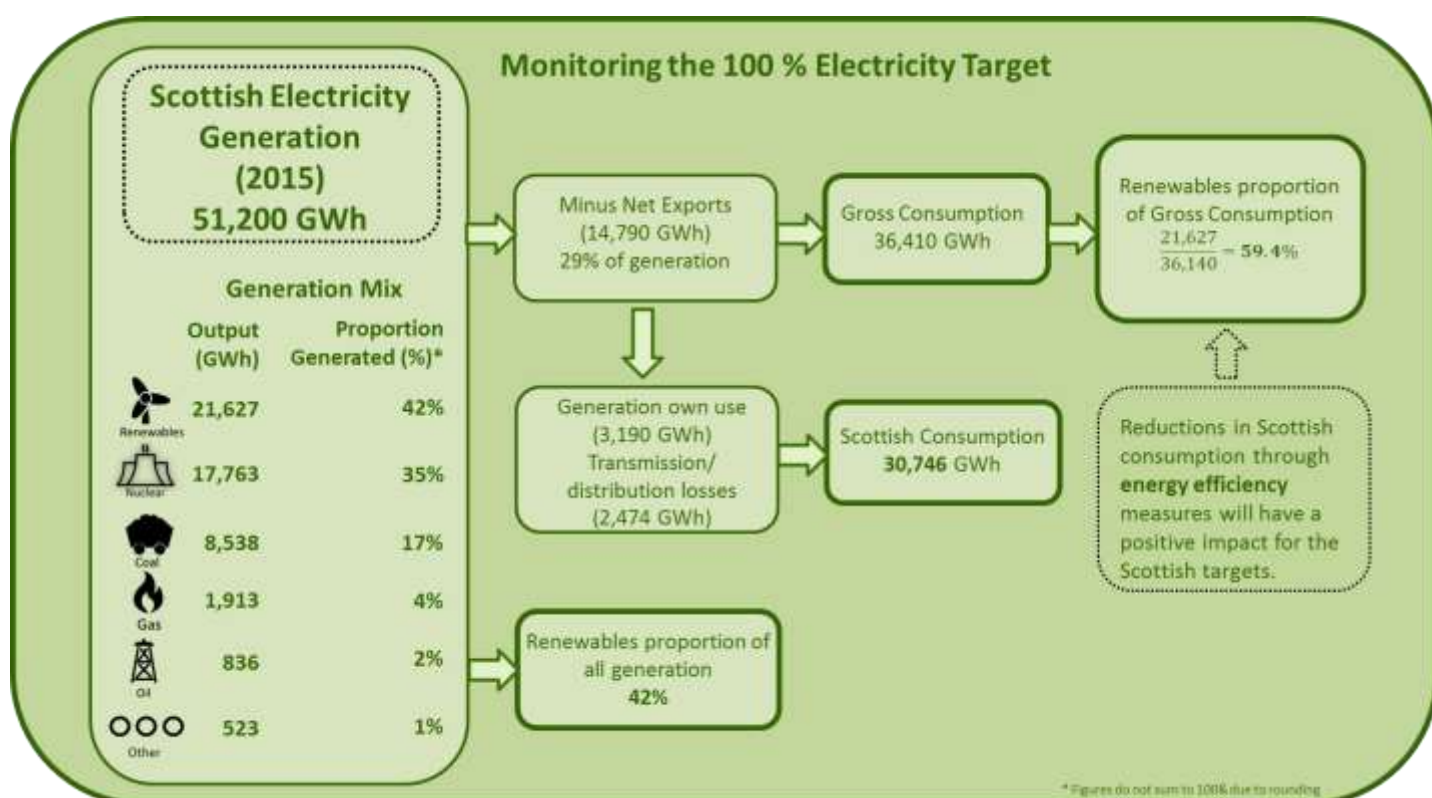 Monitoring the 100 % Electricity Target
Scottish Electricity
Generation
(2015)
51,200 GWh
Generation Mix
Output
(GWh)
Proportion
Generated (%)*
Renewables
21,627
42%
Nuclear
17,763
35%
Coal
8,538
17%
Gas
1,913
4%
Oil
836
2%
Other
523
1%
Minus Net Exports
(14,790 GWh)
29% of generation
Gross Consumption
36,410 GWh
Renewables proportion
of Gross Consumption
21,627
36,140
= 59.4%
Generation own use
(3,190 GWh)
Transmission/
distribution losses
(2,474 GWh)
Scottish Consumption
30,746 GWh
Reductions in Scottish
consumption through
energy efficiency
measures will have a
positive impact for the
Scottish targets.
Renewables proportion of
all generation
42%
* Figures do not sum to 100% due to rounding